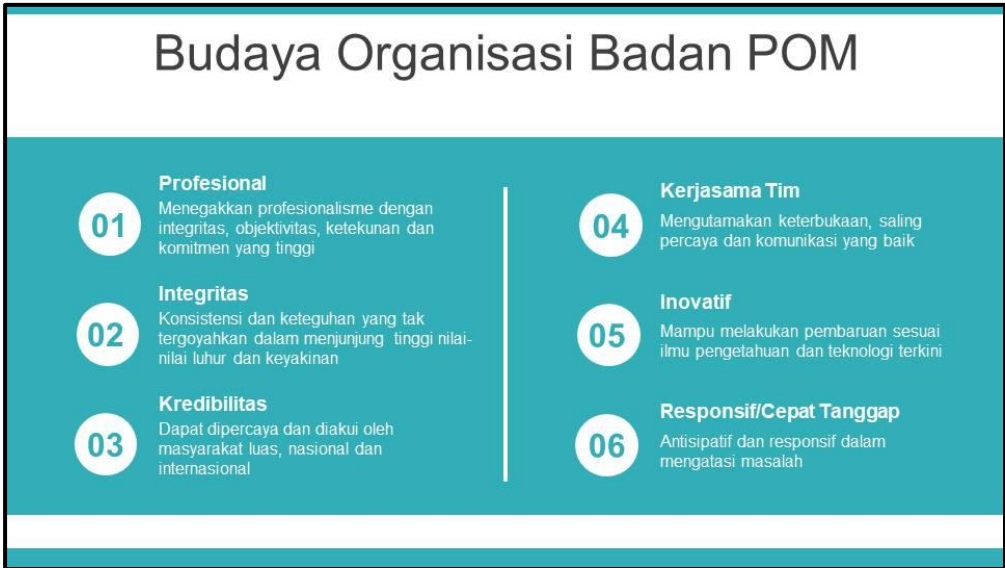 Budaya Organisasi Badan POM
01
Profesional
Menegakkan profesionalisme dengan
integritas, objektivitas, ketekunan dan
komitmen yang tinggi
02
Integritas
Konsistensi dan keteguhan yang tak
tergoyahkan dalam menjunjung tinggi nilai-
nilai luhur dan keyakinan
03
Kredibilitas
Dapat dipercaya dan diakui oleh
masyarakat luas, nasional dan
internasional
04
Kerjasama Tim
Mengutamakan keterbukaan, saling
percaya dan komunikasi yang baik
05
Inovatif
Mampu melakukan pembaruan sesuai
ilmu pengetahuan dan teknologi terkini
06
Responsif/Cepat Tanggap
Antisipatif dan responsif dalam
mengatasi masalah